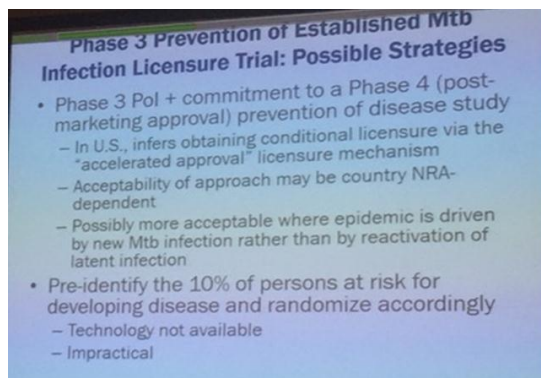 Phase 3 Prevention of Established Mtb
Infection Licensure Trial: Possible Strategies
• Phase 3 PoI + commitment to a Phase 4 (post-
marketing approval) prevention of disease study
– In U.S., infers obtaining conditional licensure via the
"accelerated approval" licensure mechanism
– Acceptability of approach may be country NRA-
dependent
– Possibly more acceptable where epidemic is driven
by new Mtb infection rather than by reactivation of
latent infection
• Pre-identify the 10% of persons at risk for
developing disease and randomize accordingly
– Technology not available
– Impractical